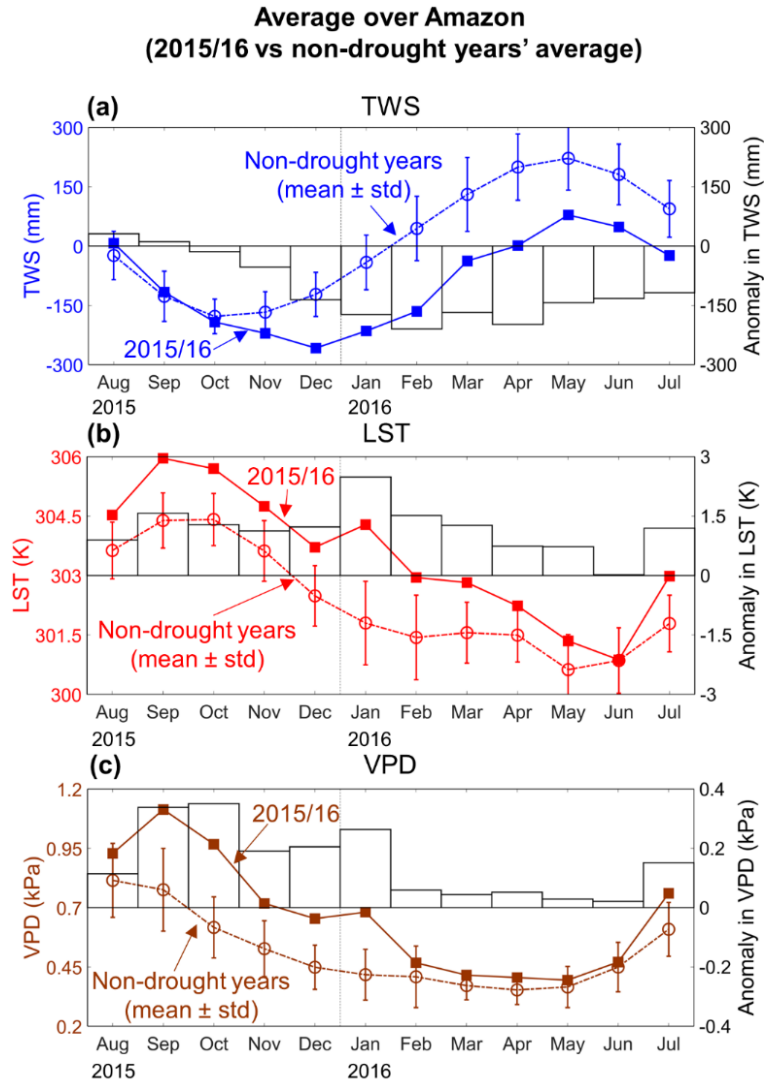 Average over Amazon
(2015/16 vs non-drought years' average)
(a)
TWS
300
150
0
-150
-300
TWS (mm)
Non-drought years
(mean ± std)
2015/16
300
150
0
-150
-300
Anomaly in TWS (mm)
Aug Sep Oct Nov Dec Jan Feb Mar Apr May Jun Jul
2015 2016
(b)
LST
306
304.5
303
301.5
300
LST (K)
2015/16
Non-drought years
(mean ± std)
3
1.5
0
-1.5
-3
Anomaly in LST (K)
Aug Sep Oct Nov Dec Jan Feb Mar Apr May Jun Jul
2015 2016
(c)
VPD
1.2
0.95
0.7
0.45
0.2
VPD (kPa)
2015/16
Non-drought years
(mean ± std)
0.4
0.2
0
-0.2
-0.4
Anomaly in VPD (kPa)
Aug Sep Oct Nov Dec Jan Feb Mar Apr May Jun Jul
2015 2016